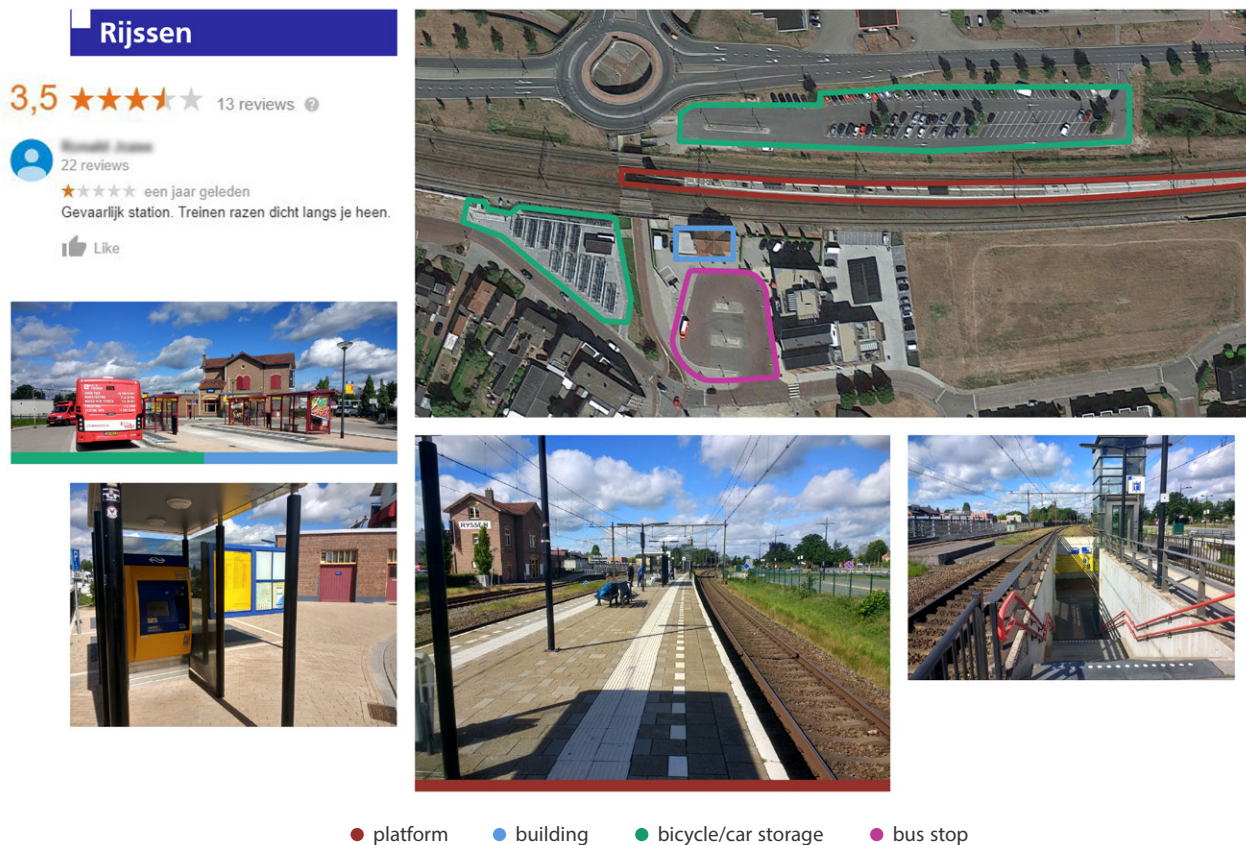 Rijssen
3,5
13 reviews
22 reviews
een jaar geleden
Gevaarlijk station. Treinen razen dicht langs je heen.
Like
RYSSEN
platform
building
bicycle/car storage
bus stop